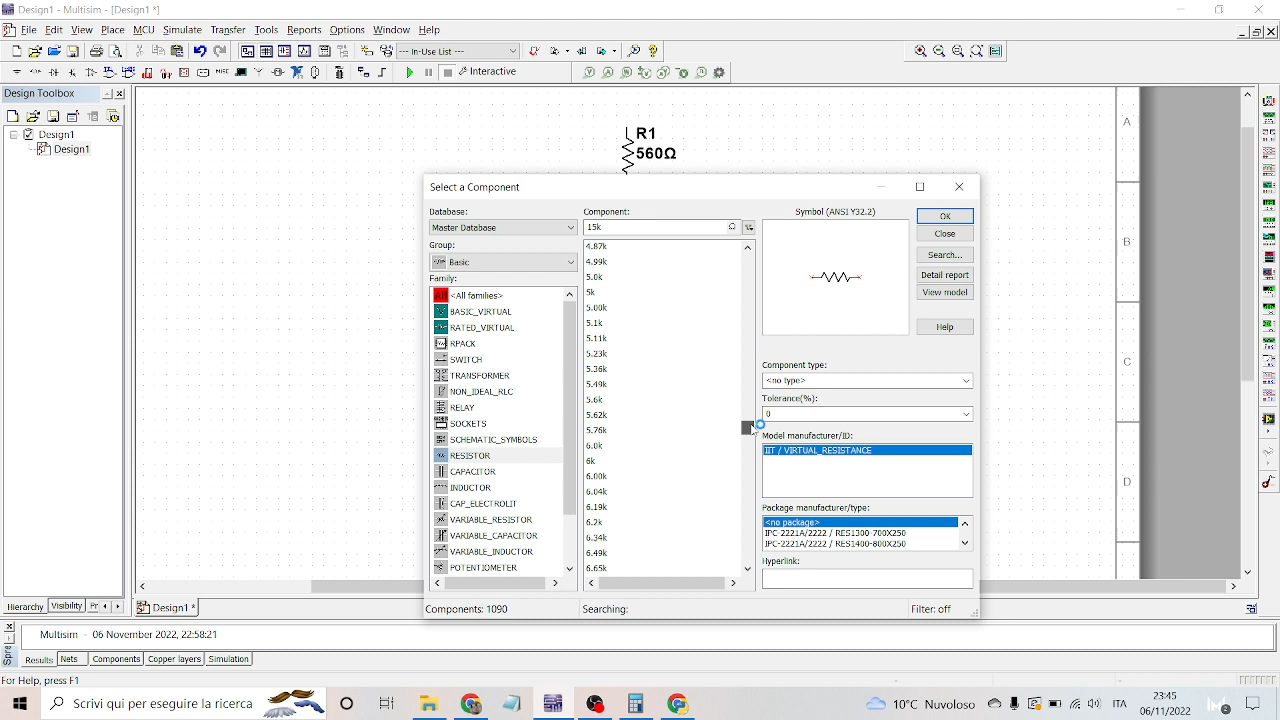 Design1 - Multisim - [Design1 *]
File Edit View Place MCU Simulate Transfer Tools Reports Options Window Help
--- In-Use List ---
Interactive
Design Toolbox
Design1
Design1
R1
560Ω
A
B
C
D
Select a Component
Database:
Master Database
Group:
Basic
Family:
All <All families>
BASIC_VIRTUAL
RATED_VIRTUAL
RPACK
SWITCH
TRANSFORMER
NON_IDEAL_RLC
RELAY
SOCKETS
SCHEMATIC_SYMBOLS
RESISTOR
CAPACITOR
INDUCTOR
CAP_ELECTROLIT
VARIABLE_RESISTOR
VARIABLE_CAPACITOR
VARIABLE_INDUCTOR
POTENTIOMETER
Component:
15k Ω
4.87k
4.99k
5.0k
5k
5.00k
5.1k
5.11k
5.23k
5.36k
5.49k
5.6k
5.62k
5.76k
6.0k
6k
6.00k
6.04k
6.19k
6.2k
6.34k
6.49k
6.65k
Symbol (ANSI Y32.2)
OK
Close
Search...
Detail report
View model
Help
Component type:
<no type>
Tolerance(%):
0
Model manufacturer/ID:
IIT / VIRTUAL_RESISTANCE
Package manufacturer/type:
<no package>
IPC-2221A/2222 / RES1300-700X250
IPC-2221A/2222 / RES1400-800X250
Hyperlink:
Components: 1090 Searching: Filter: off
Hierarchy Visibility Pr
Design1 *
Multisim - 06 November 2022, 22:58:21
Spre
Results Nets Components Copper layers Simulation
For Help, press F1
Scrivi qui per eseguire la ricerca
10°C Nuvoloso
ITA
23:45
06/11/2022